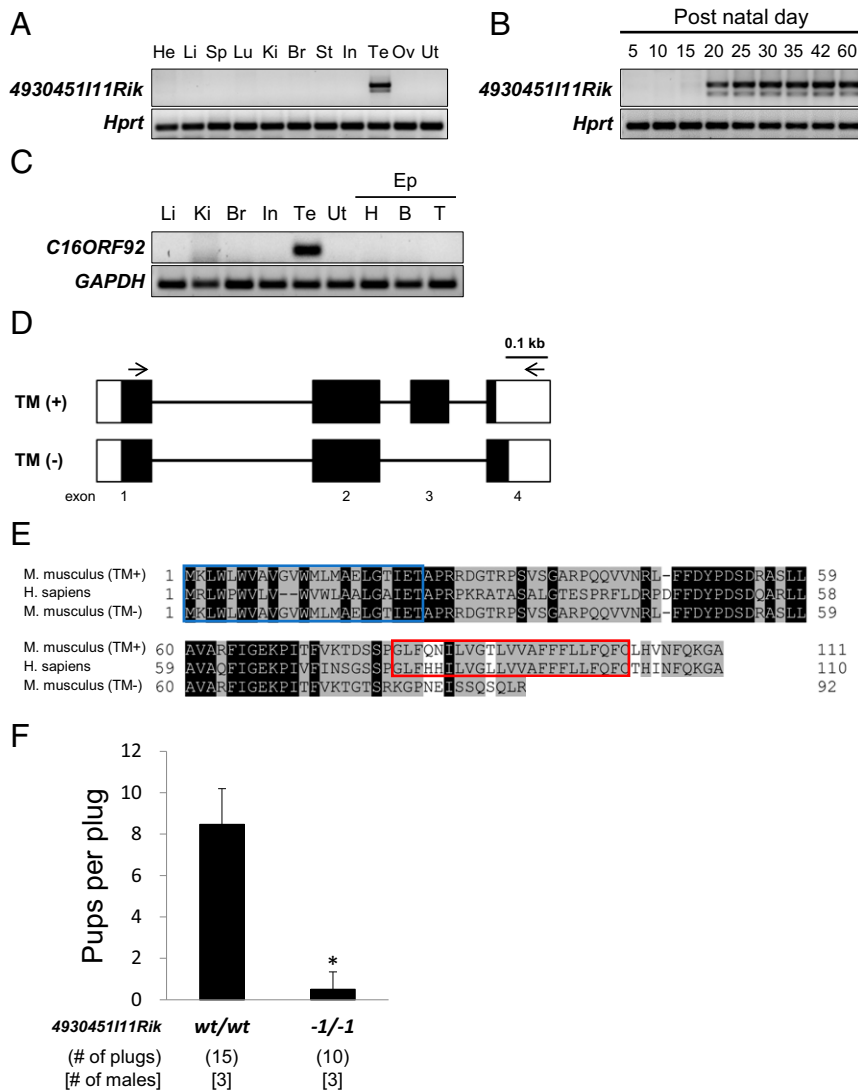 A
He Li Sp Lu Ki Br St In Te Ov Ut
4930451I11Rik
Hprt
B
Post natal day
5 10 15 20 25 30 35 42 60
4930451I11Rik
Hprt
C
Ep
Li Ki Br In Te Ut H B T
C16ORF92
GAPDH
D
0.1 kb
TM (+)
TM (-)
exon 1 2 3 4
E
M. musculus (TM+) 1 MKLWLWVAVGVWMLMAELGTIETAPRRDGTRPSVSGARPQQVVNRL-FFDYPDSDRASLL 59
H. sapiens 1 MRLWPWVLV--WVWLAALGAIETAPRPKRATASALGTESPRFLDRPDFFDYPDSDQARLL 58
M. musculus (TM-) 1 MKLWLWVAVGVWMLMAELGTIETAPRRDGTRPSVSGARPQQVVNRL-FFDYPDSDRASLL 59
M. musculus (TM+) 60 AVARFIGEKPITFVKTDSSPGLFQNILVGTLVVAFFFLLFQFCLHVNFQKGA 111
H. sapiens 59 AVAQFIGEKPIVFINSGSSPGLFHHILVGLLVVAFFFLLFQFCTHINFQKGA 110
M. musculus (TM-) 60 AVARFIGEKPITFVKTGTSRKGPNEISSQSQLR 92
F
Pups per plug
12
10
8
6
4
2
0
*
4930451I11Rik wt/wt -1/-1
(# of plugs) (15) (10)
[# of males] [3] [3]